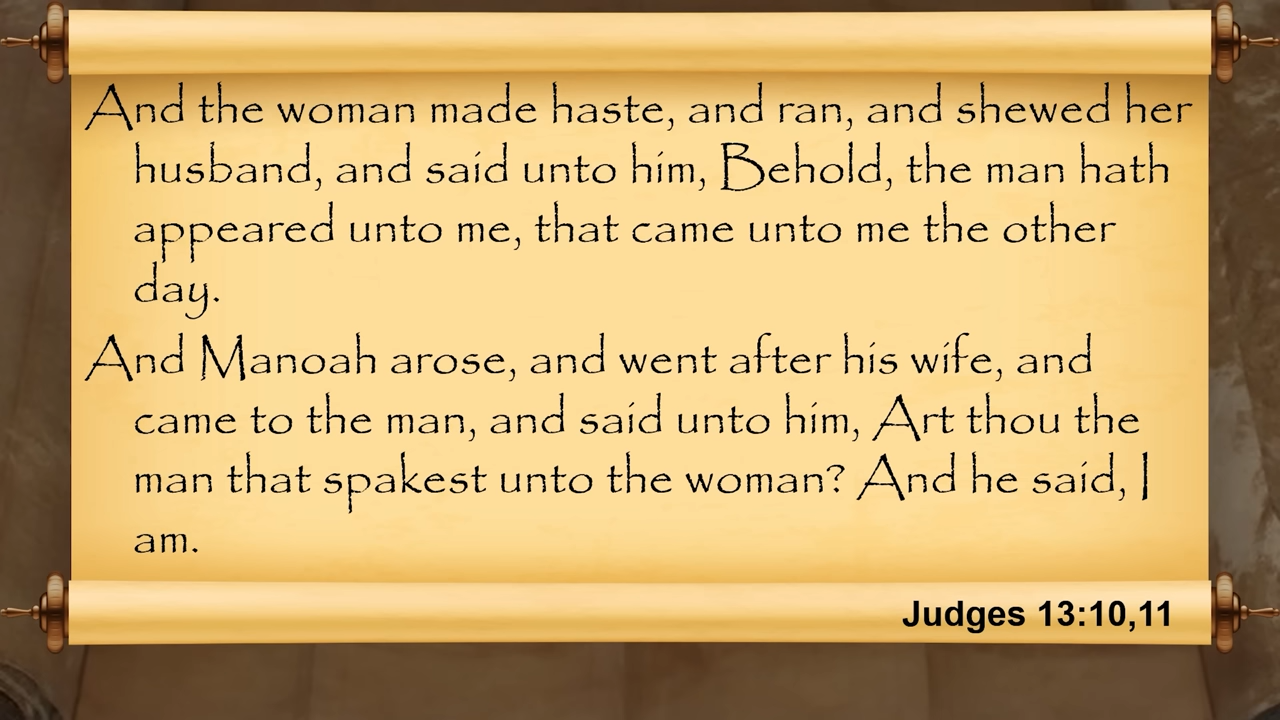 And the woman made haste, and ran, and shewed her
husband, and said unto him, Behold, the man hath
appeared unto me, that came unto me the other
day.
And Manoah arose, and went after his wife, and
came to the man, and said unto him, Art thou the
man that spakest unto the woman? And he said, I
am.
Judges 13:10,11